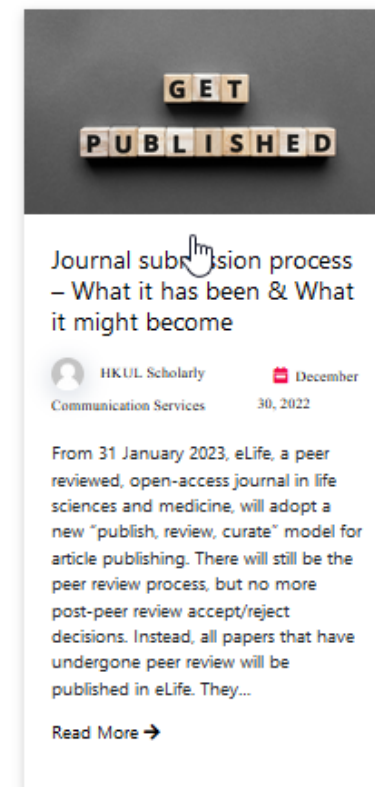 GET
PUBLISHED
Journal submission process
– What it has been & What
it might become
HKUL Scholarly
Communication Services
December
30, 2022
From 31 January 2023, eLife, a peer
reviewed, open-access journal in life
sciences and medicine, will adopt a
new “publish, review, curate” model for
article publishing. There will still be the
peer review process, but no more
post-peer review accept/reject
decisions. Instead, all papers that have
undergone peer review will be
published in eLife. They...
Read More